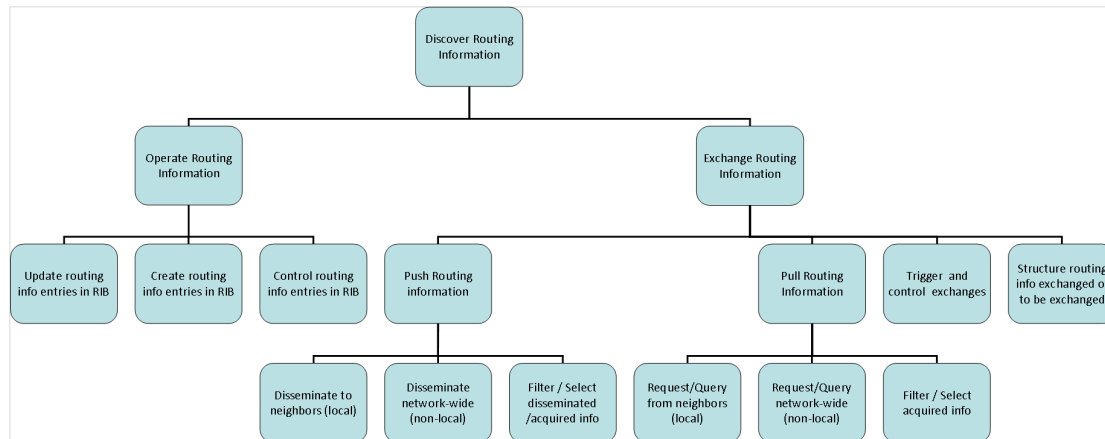 Discover Routing
Information
Operate Routing
Information
Exchange Routing
Information
Update routing
info entries in RIB
Create routing
info entries in RIB
Control routing
info entries in RIB
Push Routing
information
Pull Routing
Information
Trigger and
control exchanges
Structure routing
info exchanged o
to be exchanged
Disseminate to
neighbors (local)
Disseminate
network-wide
(non-local)
Filter / Select
disseminated
/acquired info
Request/Query
from neighbors
(local)
Request/Query
network-wide
(non-local)
Filter / Select
acquired info